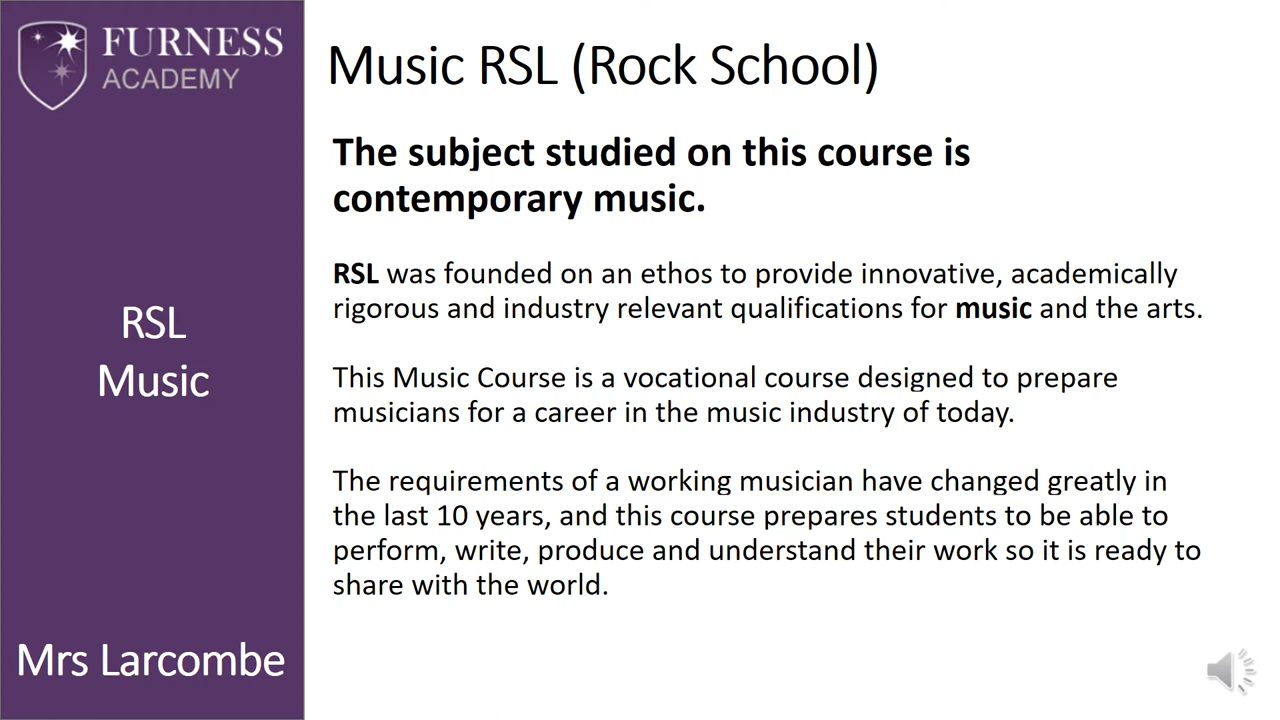 FURNESS
ACADEMY
RSL
Music
Mrs Larcombe
Music RSL (Rock School)
The subject studied on this course is
contemporary music.
RSL was founded on an ethos to provide innovative, academically
rigorous and industry relevant qualifications for music and the arts.
This Music Course is a vocational course designed to prepare
musicians for a career in the music industry of today.
The requirements of a working musician have changed greatly in
the last 10 years, and this course prepares students to be able to
perform, write, produce and understand their work so it is ready to
share with the world.